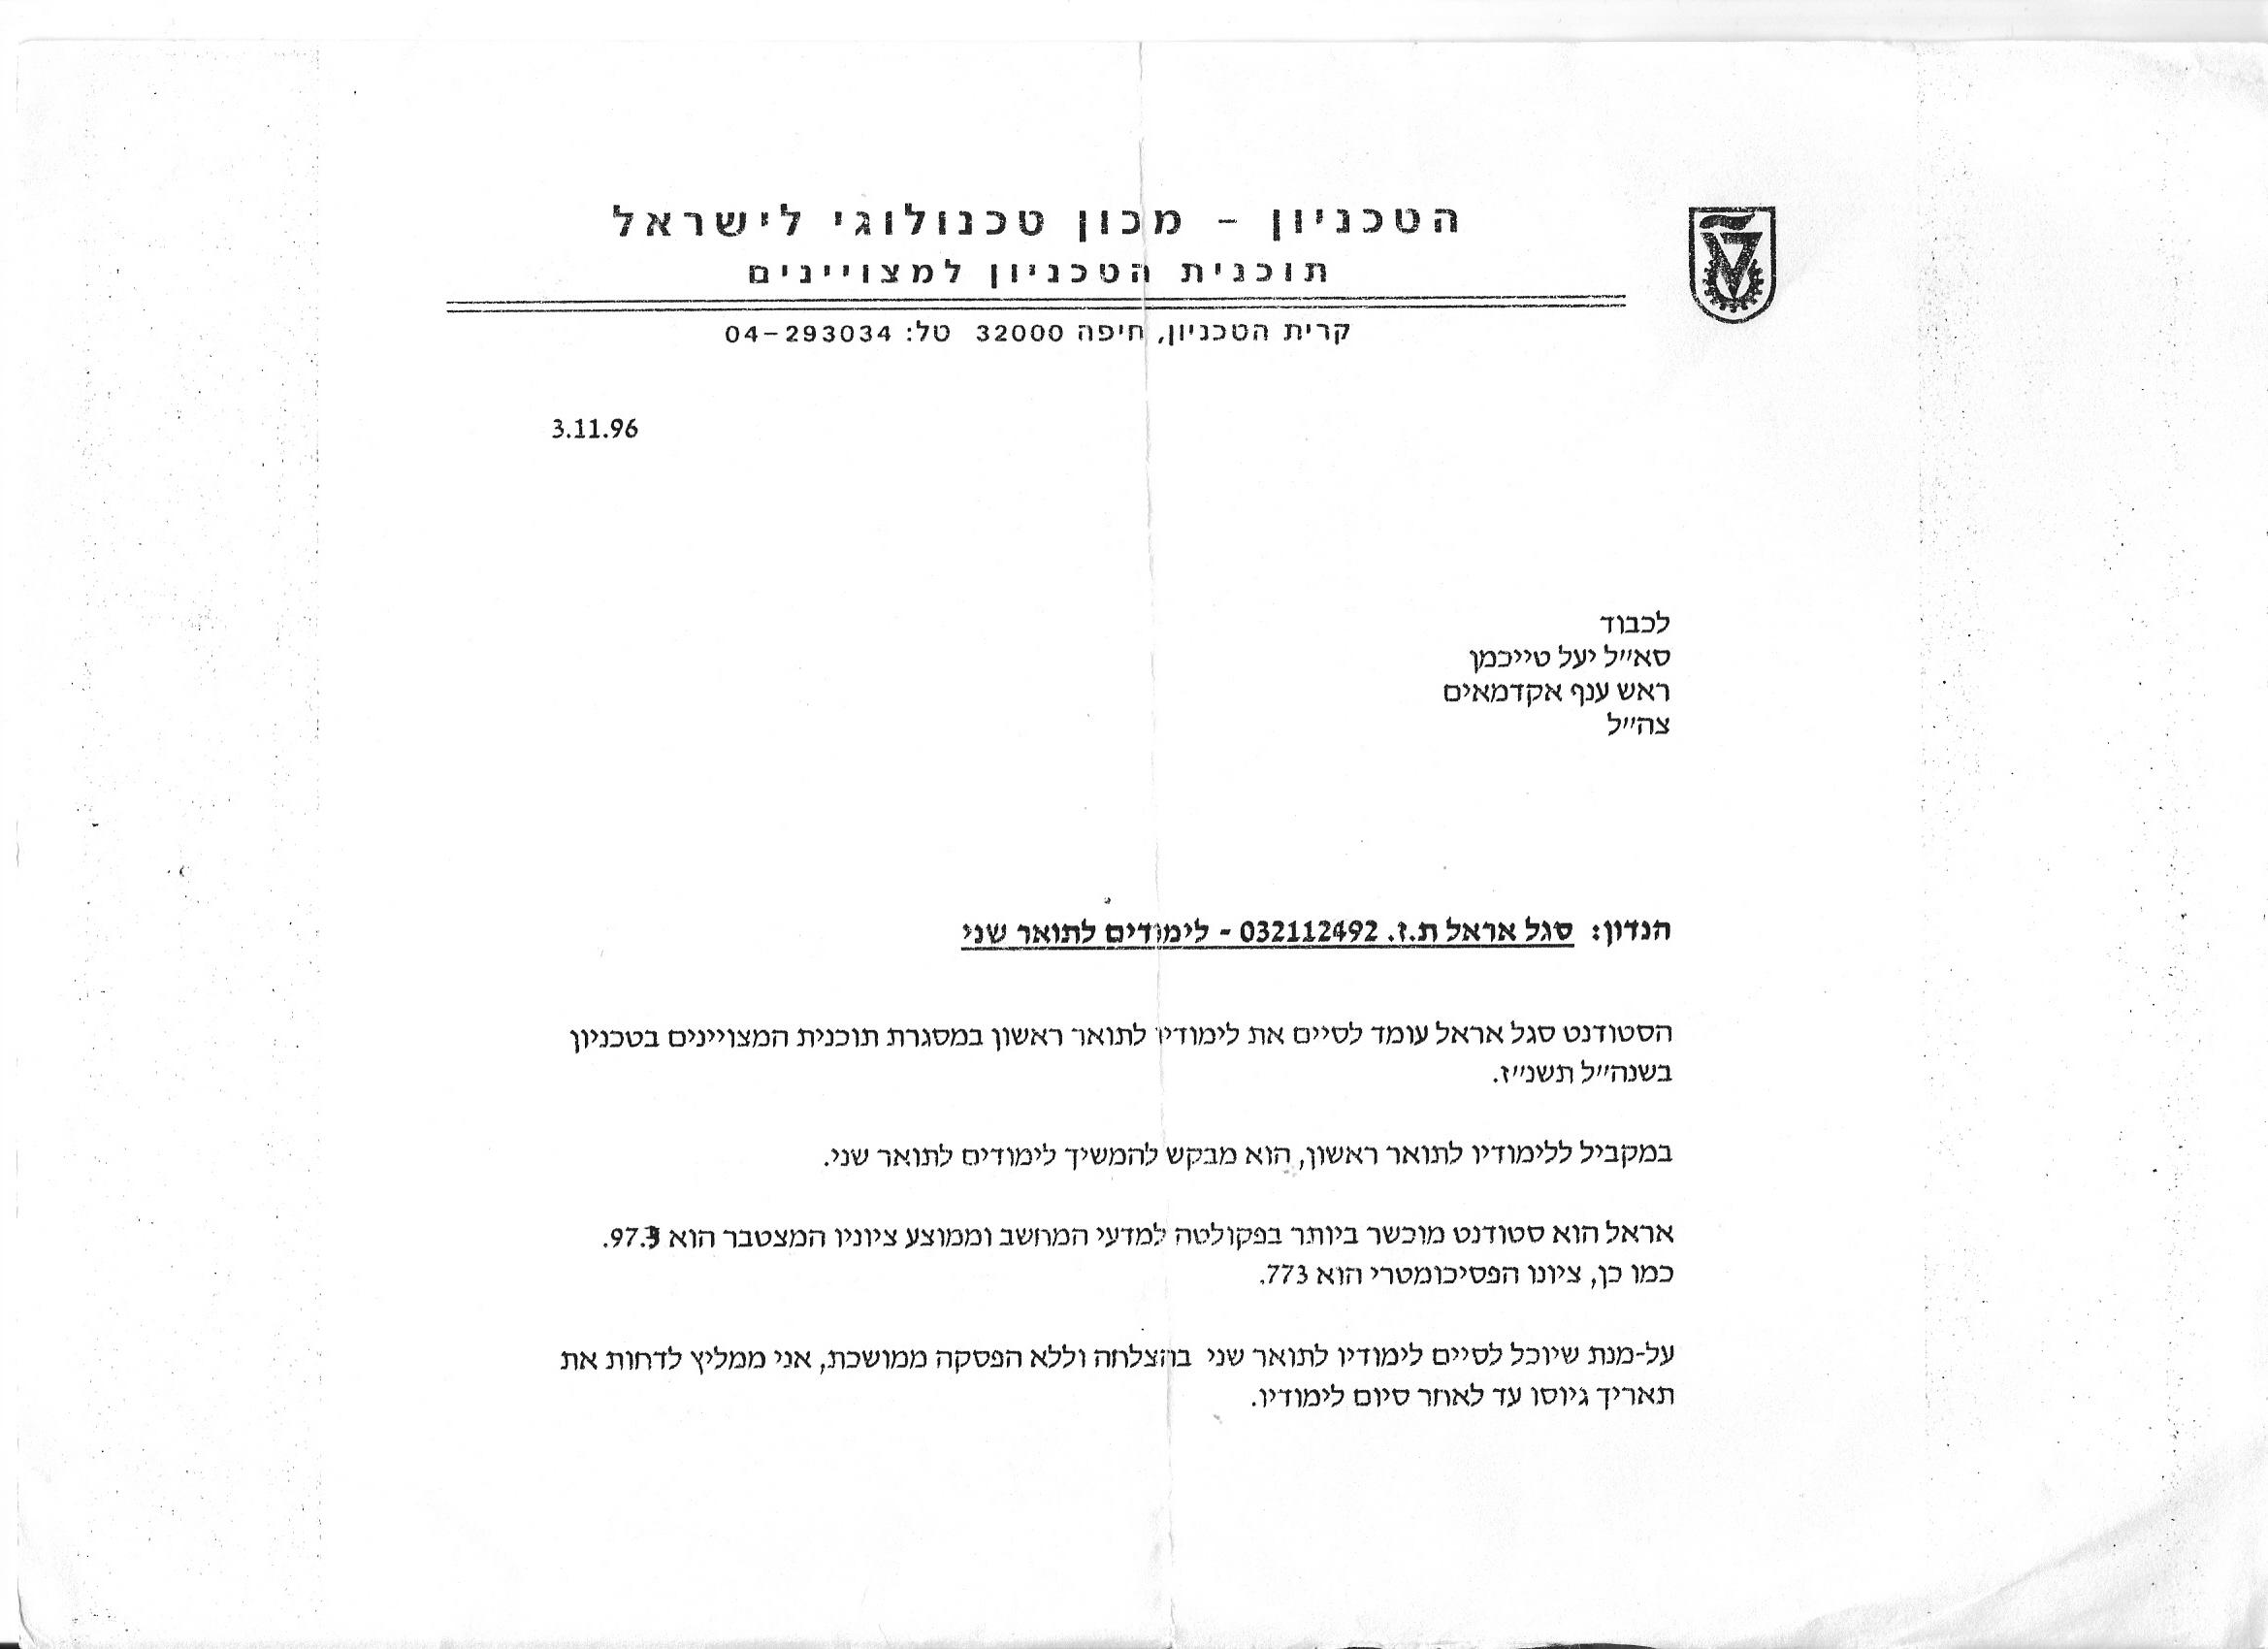 הטכניון - מכון טכנולוגי לישראל
תוכנית הטכניון למצויינים
קרית הטכניון, חיפה 32000 טל: 04-293034
3.11.96
לכבוד
סא"ל יעל טייכמן
ראש ענף אקדמאים
צה"ל
הנדון: סגל אראל ת.ז. 032112492 - לימודים לתואר שני
הסטודנט סגל אראל עומד לסיים את לימודיו לתואר ראשון במסגרת תוכנית המצויינים בטכניון
בשנה"ל תשנ"ז.
במקביל ללימודיו לתואר ראשון, הוא מבקש להמשיך לימודים לתואר שני.
אראל הוא סטודנט מוכשר ביותר בפקולטה למדעי המחשב וממוצע ציוניו המצטבר הוא 97.3.
כמו כן, ציונו הפסיכומטרי הוא 773.
על-מנת שיוכל לסיים לימודיו לתואר שני בהצלחה וללא הפסקה ממושכת, אני ממליץ לדחות את
תאריך גיוסו עד לאחר סיום לימודיו.